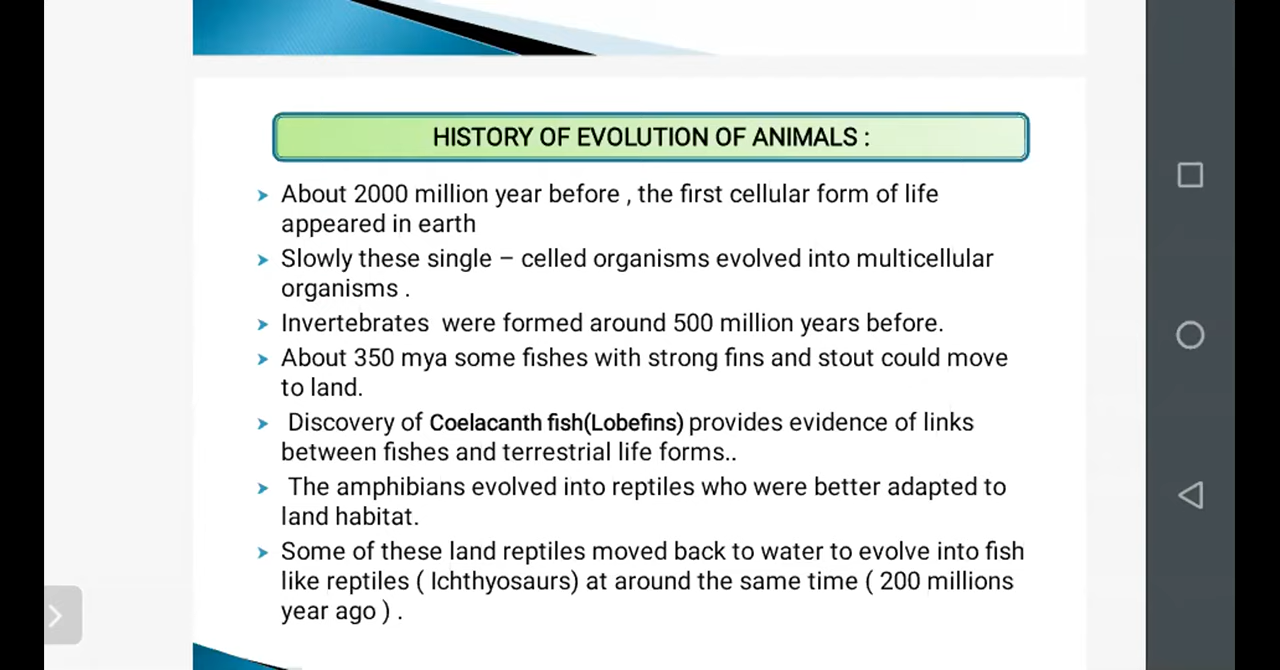 HISTORY OF EVOLUTION OF ANIMALS :
About 2000 million year before , the first cellular form of life
appeared in earth
Slowly these single – celled organisms evolved into multicellular
organisms .
Invertebrates were formed around 500 million years before.
About 350 mya some fishes with strong fins and stout could move
to land.
Discovery of Coelacanth fish(Lobefins) provides evidence of links
between fishes and terrestrial life forms..
The amphibians evolved into reptiles who were better adapted to
land habitat.
Some of these land reptiles moved back to water to evolve into fish
like reptiles ( Ichthyosaurs) at around the same time ( 200 millions
year ago ) .